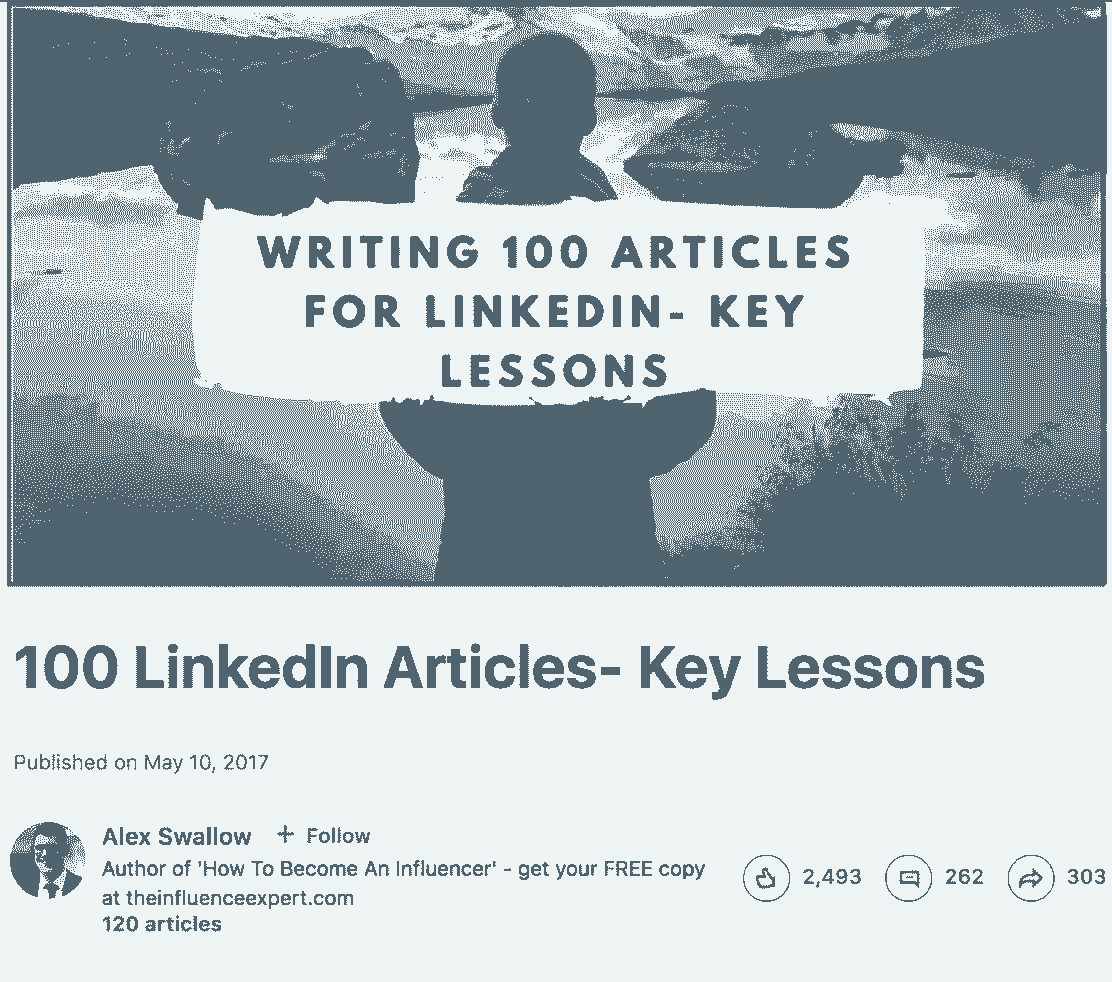 WRITING 100 ARTICLES
FOR LINKEDIN- KEY
LESSONS
100 LinkedIn Articles- Key Lessons
Published on May 10, 2017
Alex Swallow + Follow
Author of 'How To Become An Influencer' - get your FREE copy
at theinfluenceexpert.com
120 articles
2,493 262 303